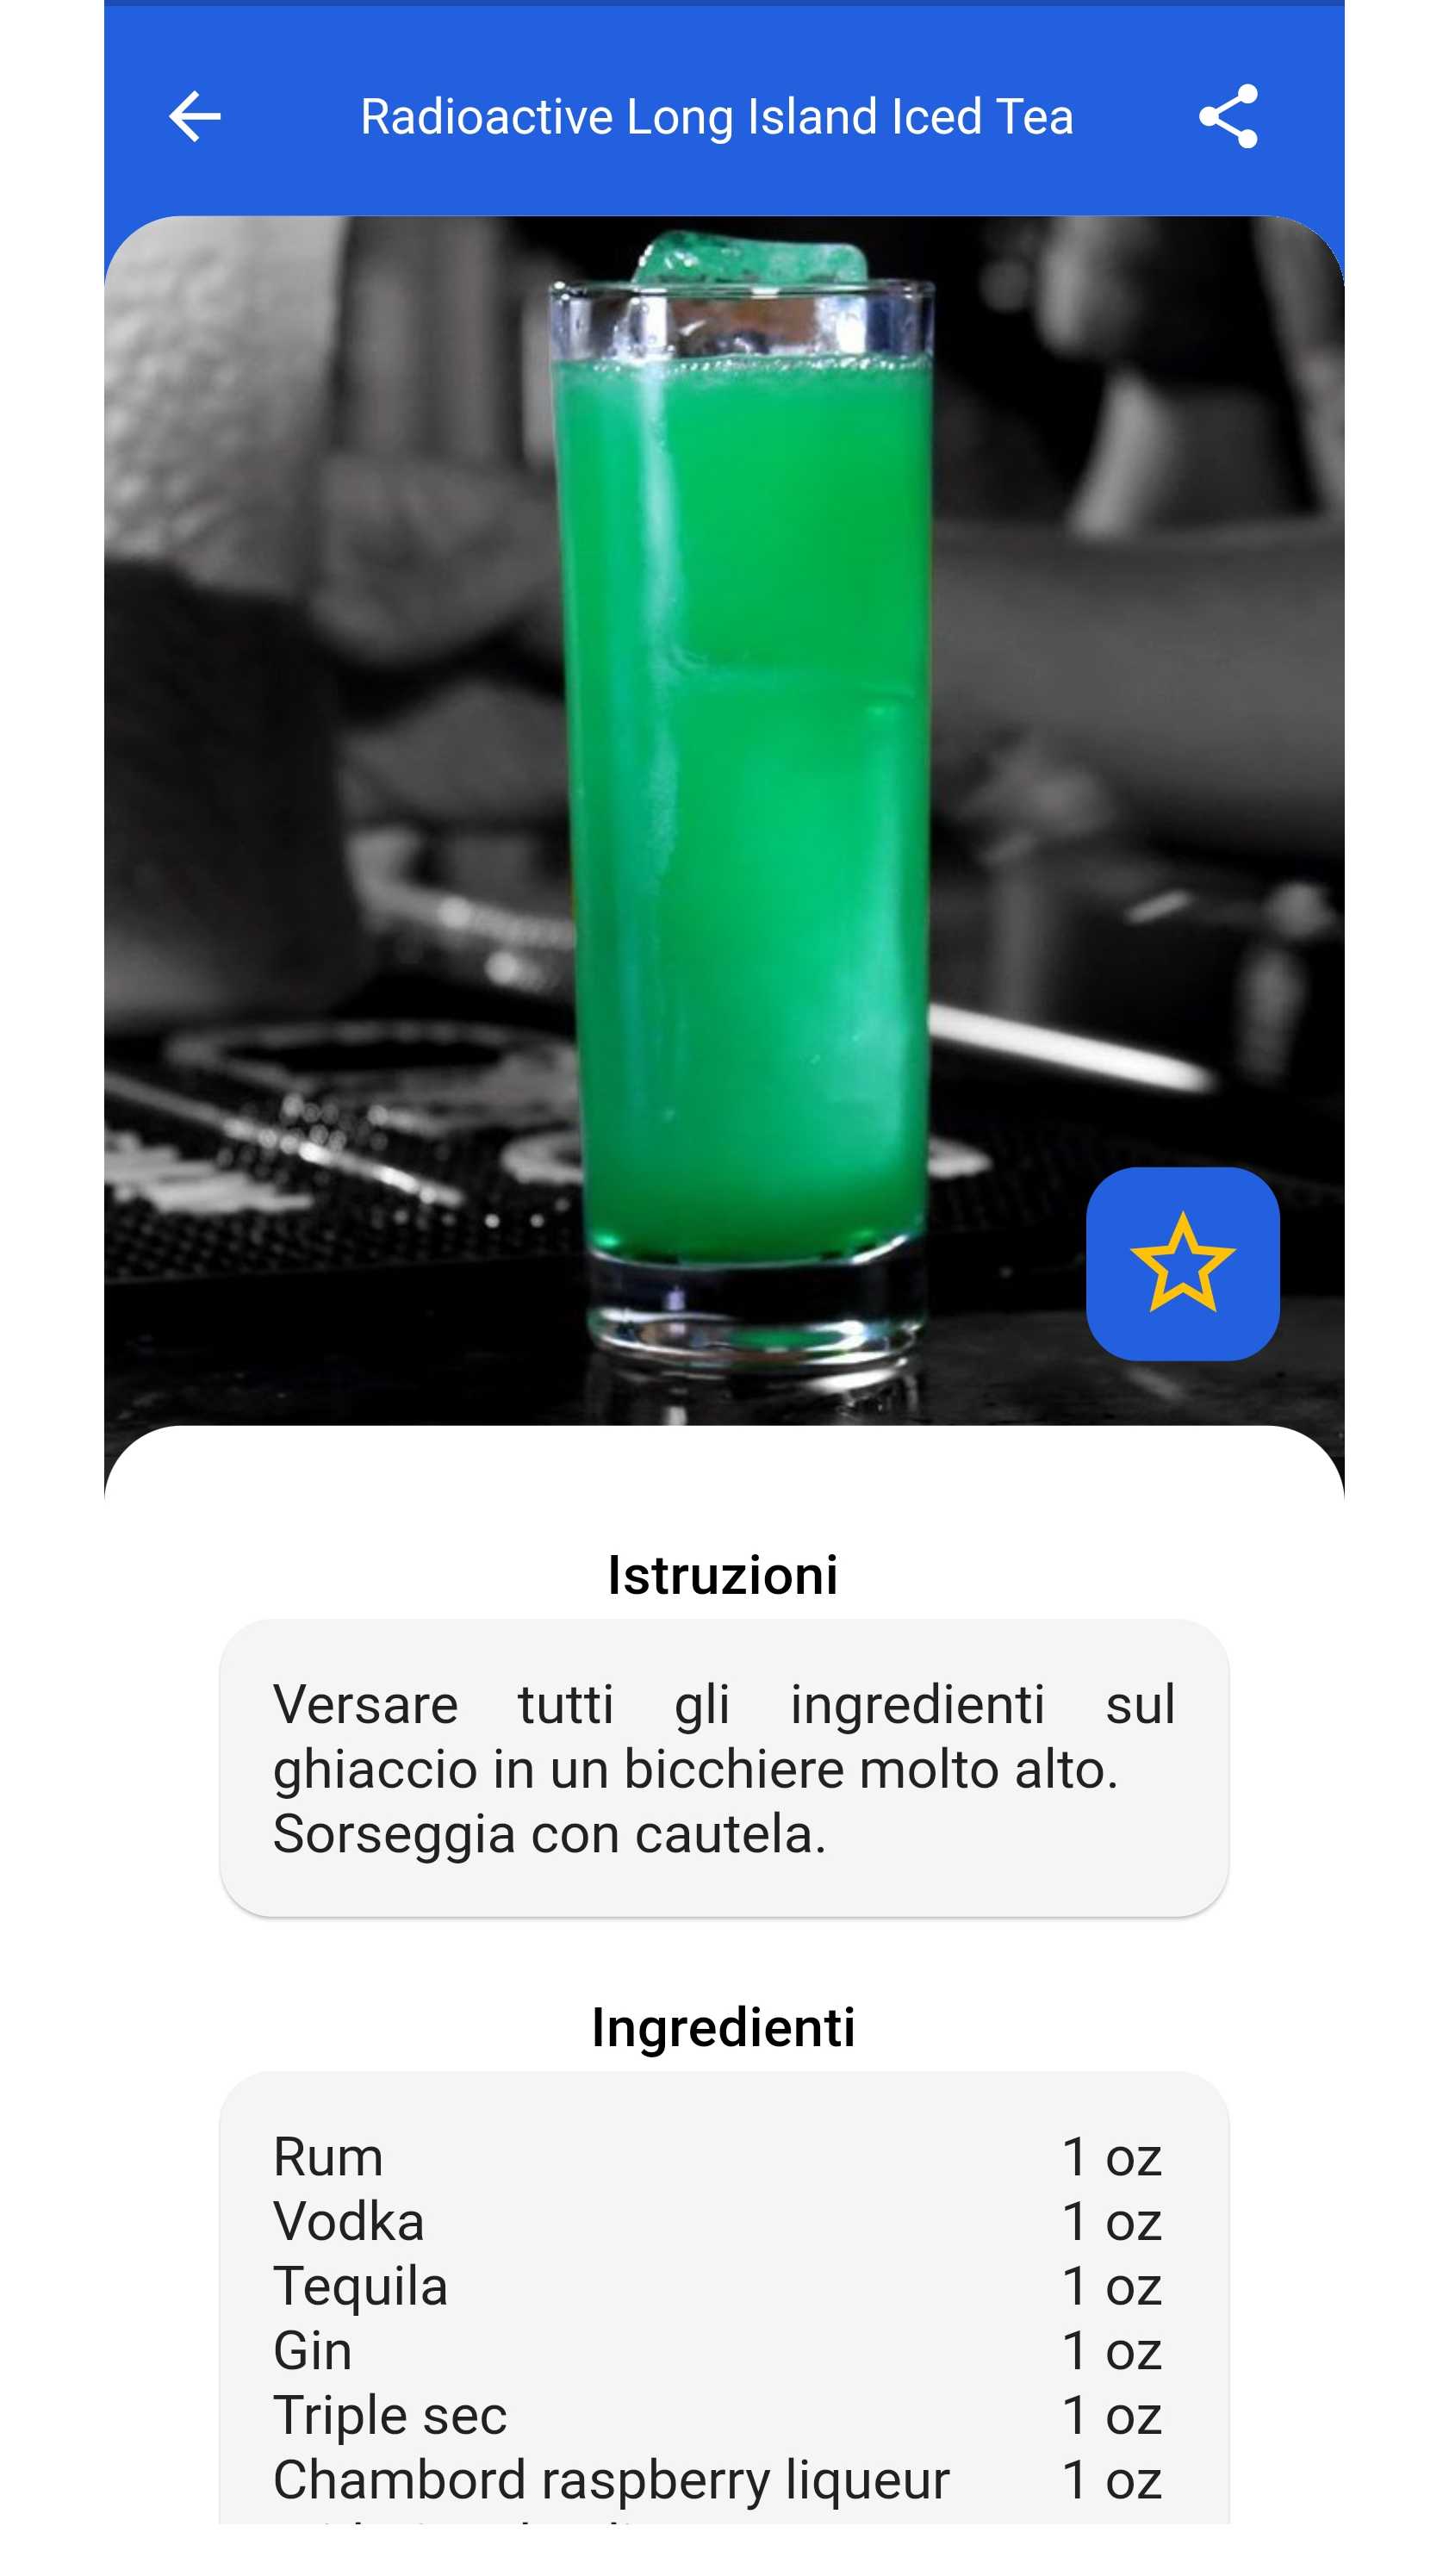 Radioactive Long Island Iced Tea
Istruzioni
Versare tutti gli ingredienti sul
ghiaccio in un bicchiere molto alto.
Sorseggia con cautela.
Ingredienti
Rum 1 oz
Vodka 1 oz
Tequila 1 oz
Gin 1 oz
Triple sec 1 oz
Chambord raspberry liqueur 1 oz